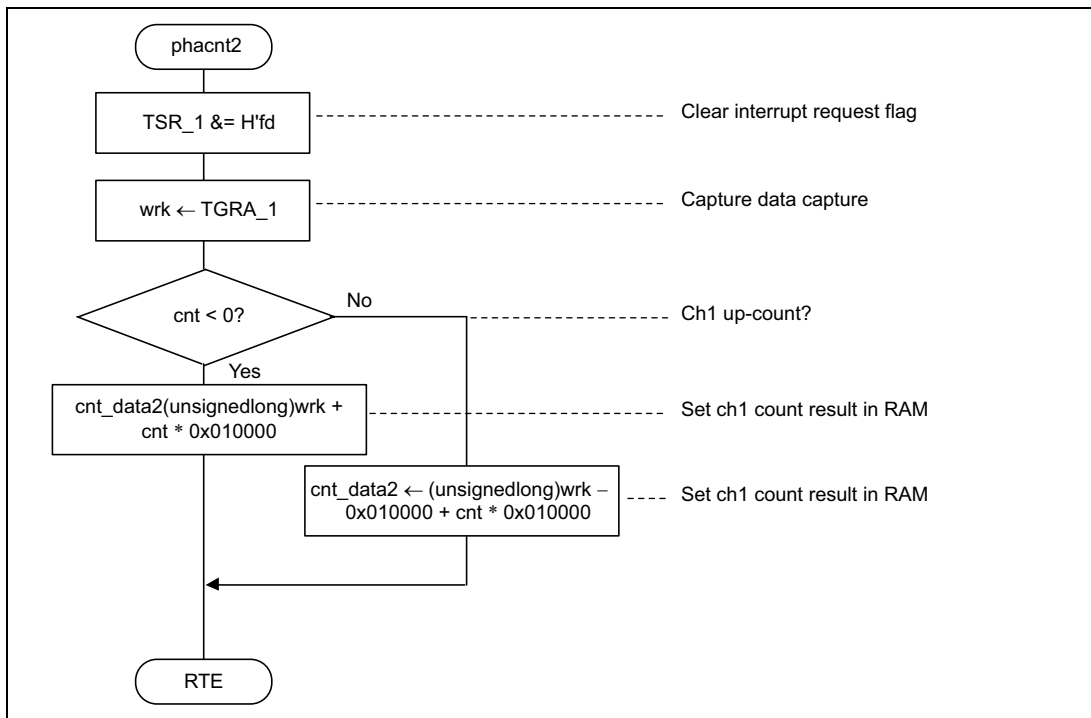 phacnt2
TSR_1 &= H'fd
Clear interrupt request flag
wrk ← TGRA_1
Capture data capture
cnt < 0?
No
Ch1 up-count?
Yes
cnt_data2(unsignedlong)wrk +
cnt * 0x010000
Set ch1 count result in RAM
cnt_data2 ← (unsignedlong)wrk –
0x010000 + cnt * 0x010000
Set ch1 count result in RAM
RTE